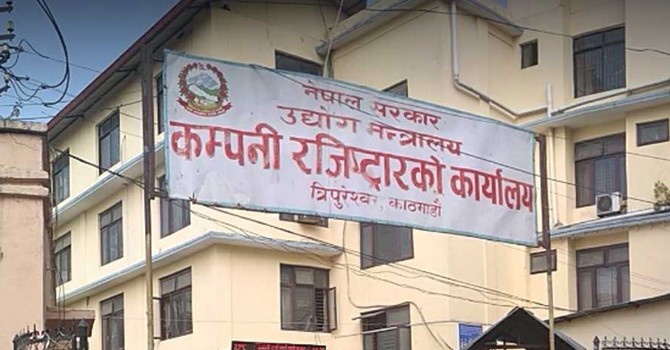 नेपाल सरकार
उद्योग मन्त्रालय
कम्पनी रजिष्ट्रारको कार्यालय
त्रिपुरेश्वर, काठमाडौं